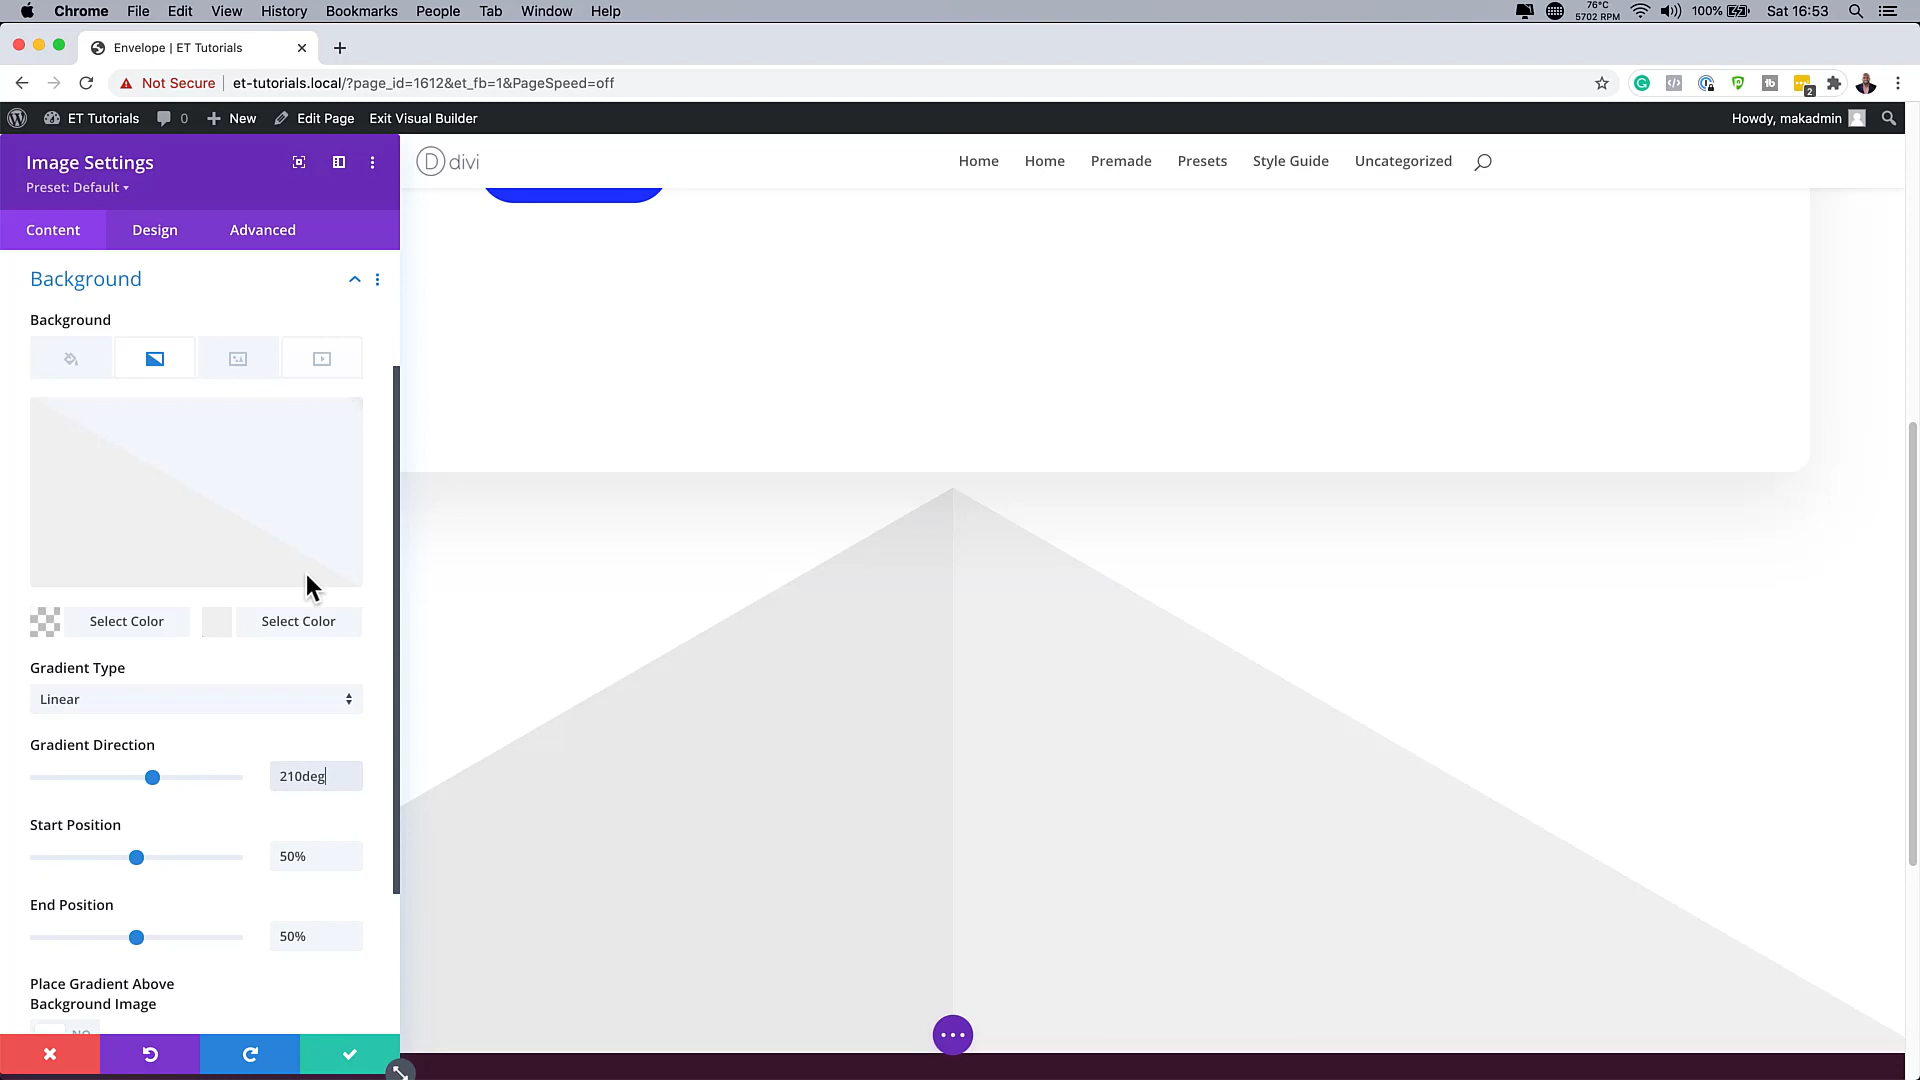 Chrome File Edit View History Bookmarks People Tab Window Help
76°C
5702 RPM
100%
Sat 16:53
Envelope | ET Tutorials
Not Secure
et-tutorials.local/?page_id=1612&et_fb=1&PageSpeed=off
2
ET Tutorials 0 New Edit Page Exit Visual Builder
Howdy, makadmin
Image Settings
Preset: Default
Content Design Advanced
D divi
Home Home Premade Presets Style Guide Uncategorized
Background
Background
Select Color Select Color
Gradient Type
Linear
Gradient Direction
210deg
Start Position
50%
End Position
50%
Place Gradient Above
Background Image
NO